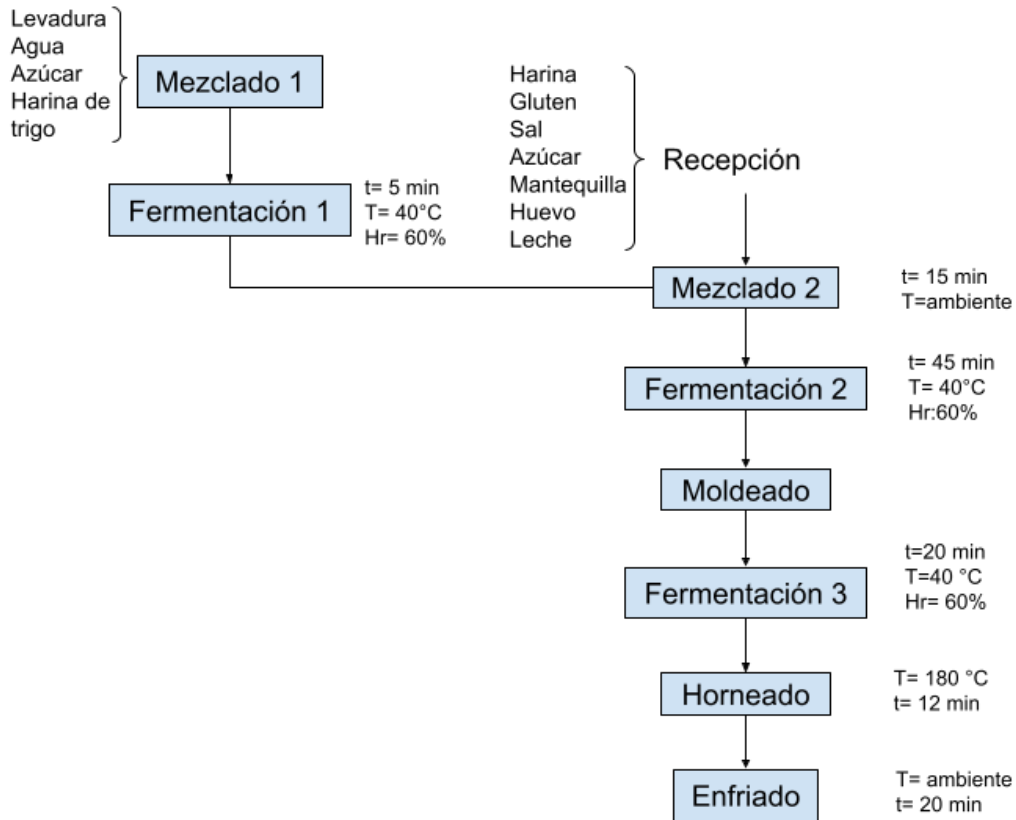 Levadura
Agua
Azúcar
Harina de
trigo
Mezclado 1
Fermentación 1
t= 5 min
T= 40°C
Hr= 60%
Harina
Gluten
Sal
Azúcar
Mantequilla
Huevo
Leche
Recepción
Mezclado 2
t= 15 min
T=ambiente
Fermentación 2
t= 45 min
T= 40°C
Hr:60%
Moldeado
Fermentación 3
t=20 min
T=40 °C
Hr= 60%
Horneado
T= 180 °C
t= 12 min
Enfriado
T= ambiente
t= 20 min